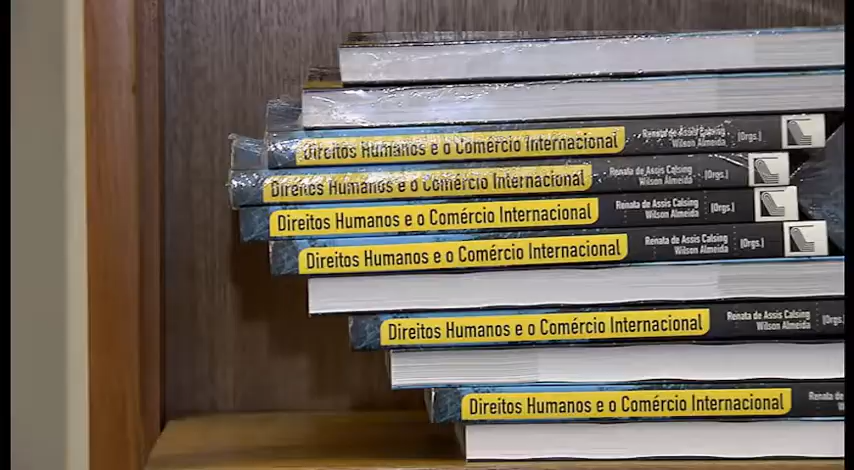 Direitos Humanos e o Comércio Internacional
Renata de Assis Calsing
Wilson Almeida
(Orgs.)
Direitos Humanos e o Comércio Internacional
Renata de Assis Calsing
Wilson Almeida
(Orgs.)
Direitos Humanos e o Comércio Internacional
Renata de Assis Calsing
Wilson Almeida
(Orgs.)
Direitos Humanos e o Comércio Internacional
Renata de Assis Calsing
Wilson Almeida
(Orgs.)
Direitos Humanos e o Comércio Internacional
Renata de Assis Calsing
Wilson Almeida
(Orgs.
Direitos Humanos e o Comércio Internacional
Renata de